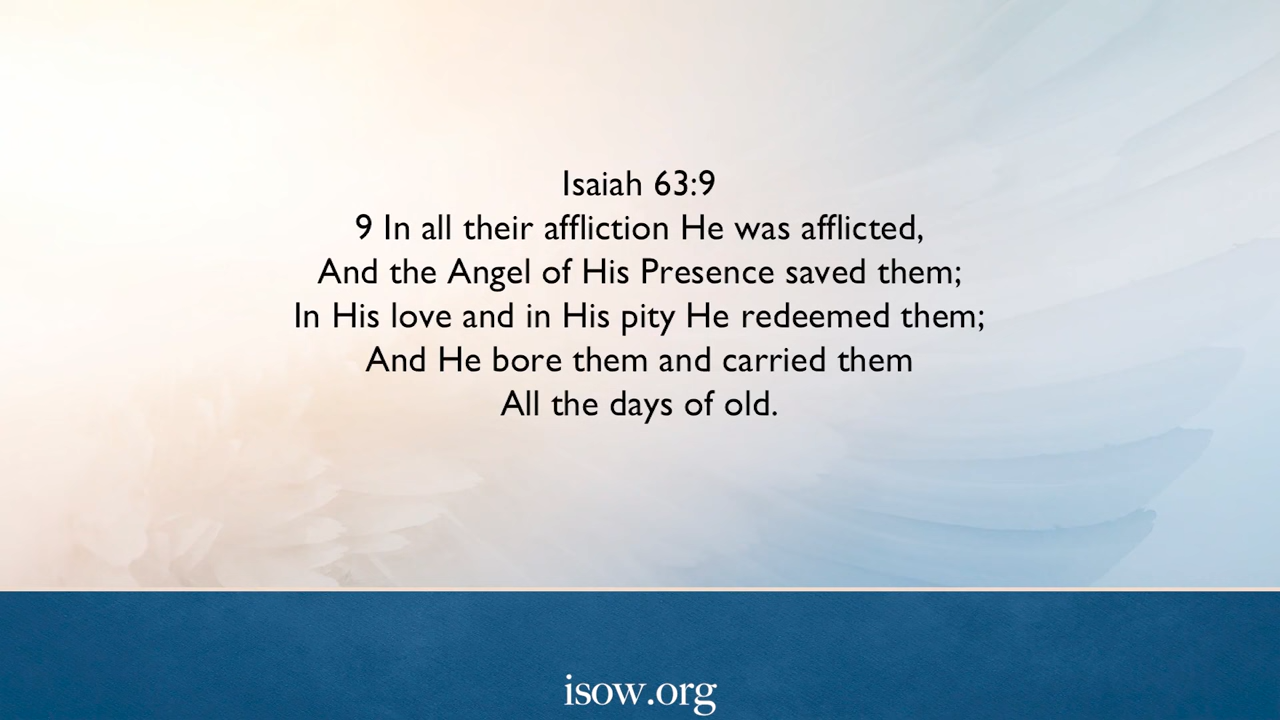 Isaiah 63:9
9 In all their affliction He was afflicted,
And the Angel of His Presence saved them;
In His love and in His pity He redeemed them;
And He bore them and carried them
All the days of old.
isow.org